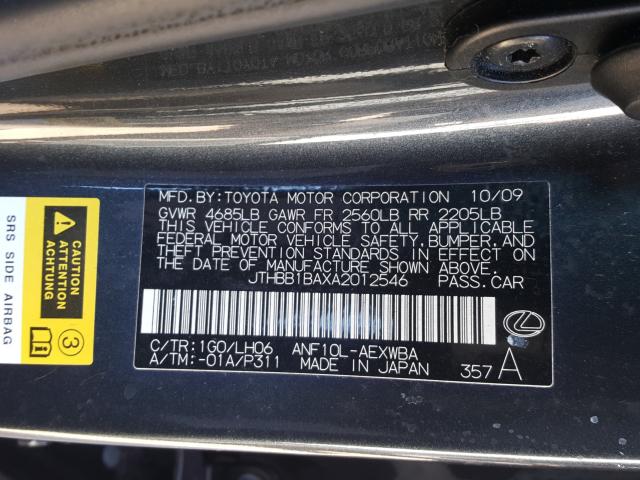 MFD.BY:TOYOTA MOTOR CORPORATION 10/09
GVWR 4685LB GAWR FR 2560LB RR 2205LB
THIS VEHICLE CONFORMS TO ALL APPLICABLE
FEDERAL MOTOR VEHICLE SAFETY,BUMPER,AND
THEFT PREVENTION STANDARDS IN EFFECT ON
THE DATE OF MANUFACTURE SHOWN ABOVE.
JTHBB1BAXA2012546 PASS.CAR
C/TR:1G0/LH06 ANF10L-AEXWBA
A/TM:-01A/P311 MADE IN JAPAN 357 A
SRS SIDE AIRBAG
CAUTION
ATTENTION
ACHTUNG
3